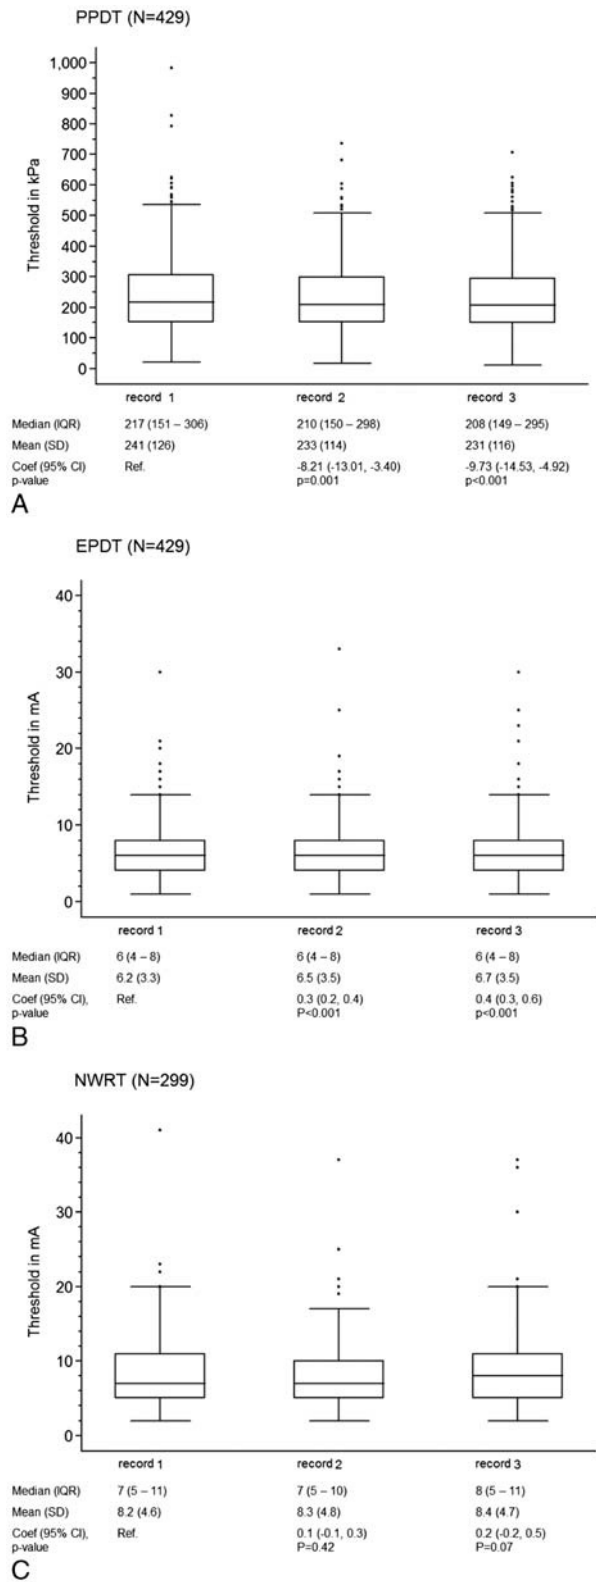 PPDT (N=429)
Threshold in kPa
1,000
900
800
700
600
500
400
300
200
100
0
record 1 record 2 record 3
Median (IQR) 217 (151 – 306) 210 (150 – 298) 208 (149 – 295)
Mean (SD) 241 (126) 233 (114) 231 (116)
Coef (95% CI) Ref. -8.21 (-13.01, -3.40) -9.73 (-14.53, -4.92)
p-value p=0.001 p<0.001
A
EPDT (N=429)
Threshold in mA
40
30
20
10
0
record 1 record 2 record 3
Median (IQR) 6 (4 – 8) 6 (4 – 8) 6 (4 – 8)
Mean (SD) 6.2 (3.3) 6.5 (3.5) 6.7 (3.5)
Coef (95% CI), Ref. 0.3 (0.2, 0.4) 0.4 (0.3, 0.6)
p-value P<0.001 p<0.001
B
NWRT (N=299)
Threshold in mA
40
30
20
10
0
record 1 record 2 record 3
Median (IQR) 7 (5 – 11) 7 (5 – 10) 8 (5 – 11)
Mean (SD) 8.2 (4.6) 8.3 (4.8) 8.4 (4.7)
Coef (95% CI), Ref. 0.1 (-0.1, 0.3) 0.2 (-0.2, 0.5)
p-value P=0.42 P=0.07
C